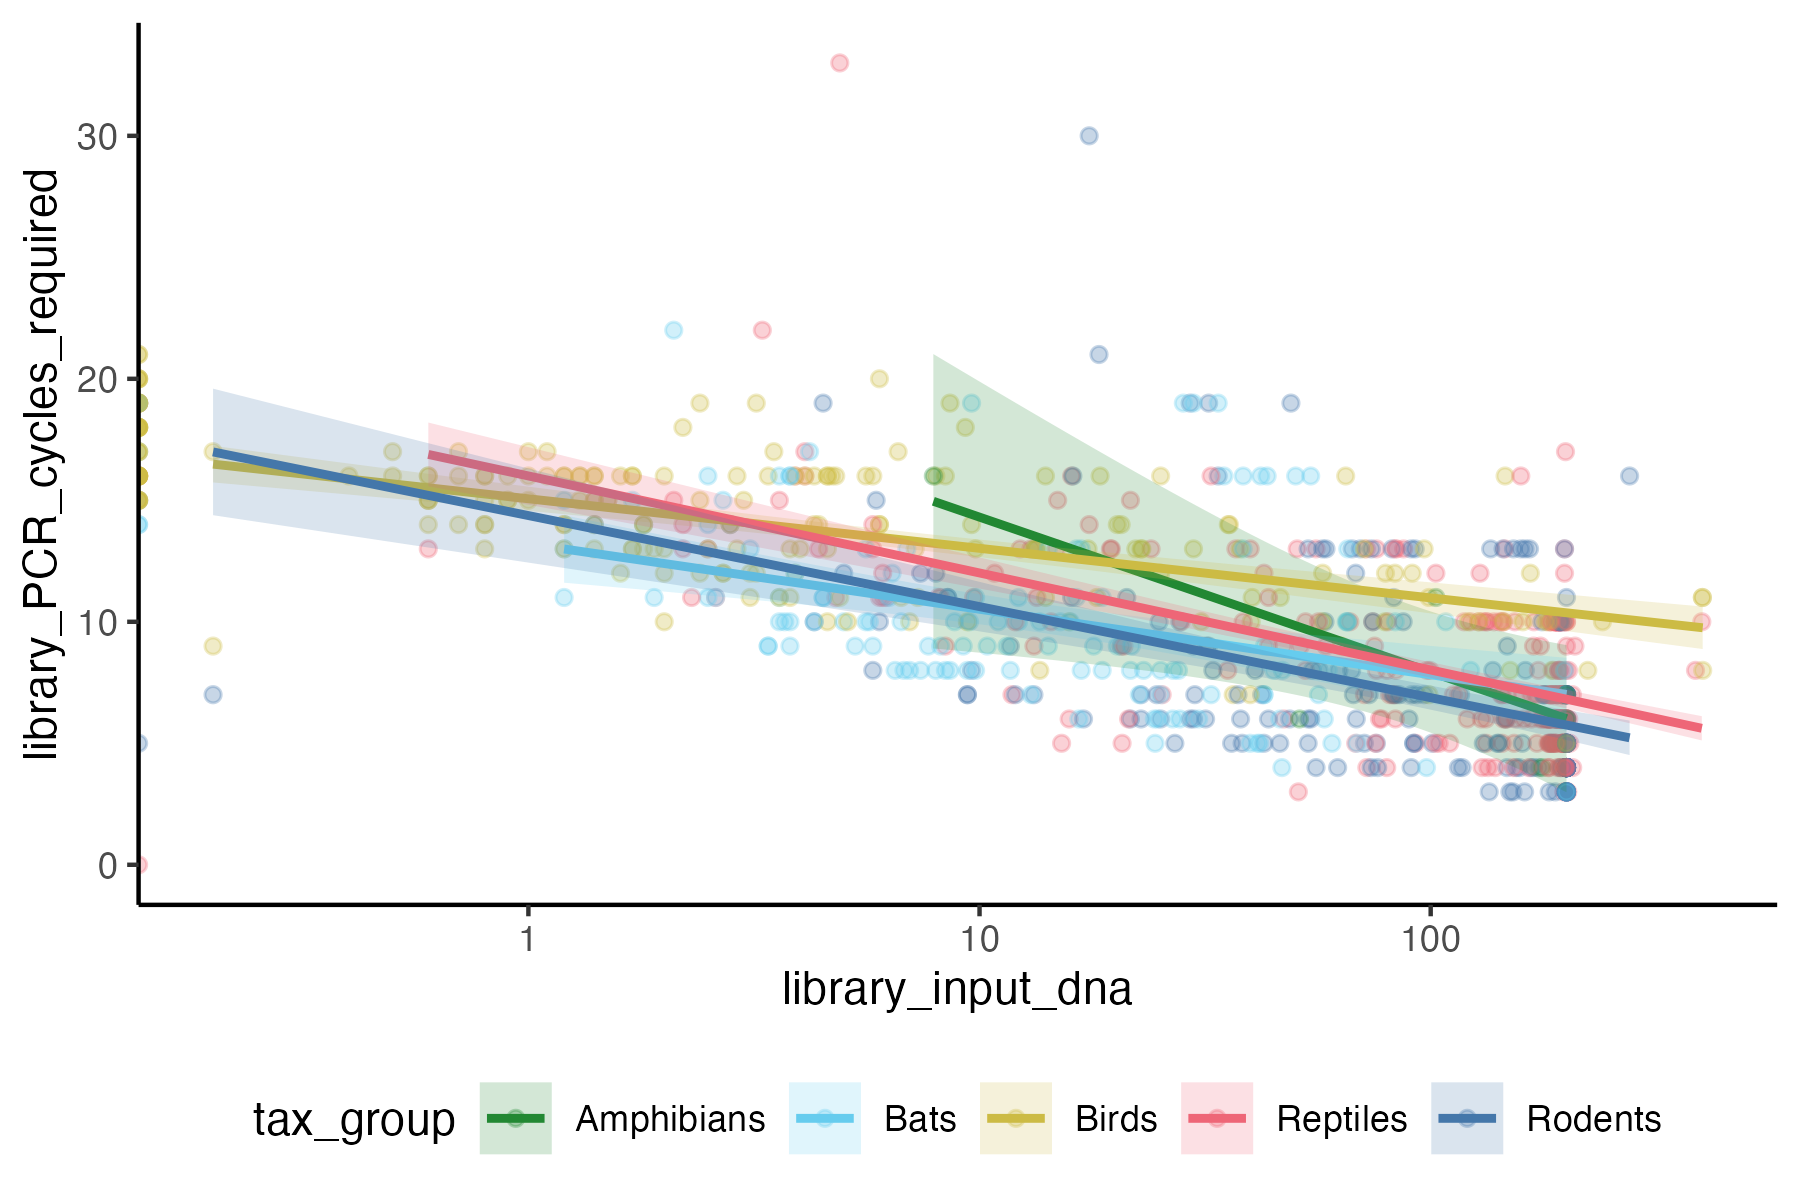 library_PCR_cycles_required
30
20
10
0
1 10 100
library_input_dna
tax_group Amphibians Bats Birds Reptiles Rodents